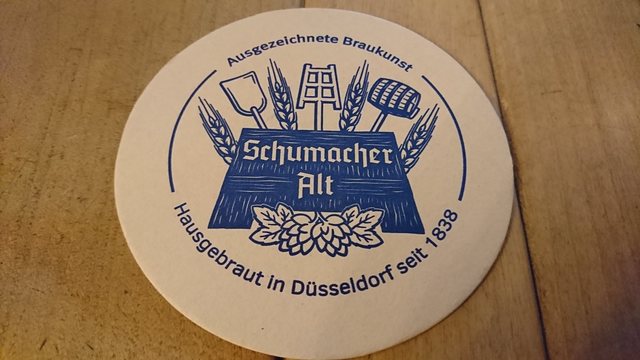 Ausgezeichnete Braukunst
Schumacher
Alt
Hausgebraut in Düsseldorf seit 1838